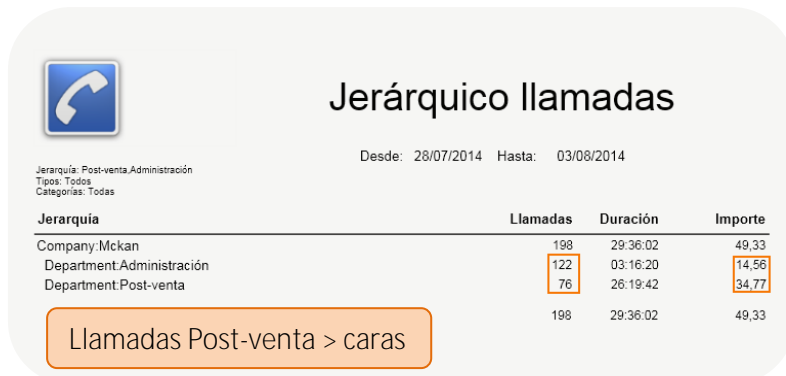 Jerárquico llamadas
Desde: 28/07/2014 Hasta: 03/08/2014
Jerarquía: Post-venta,Administración
Tipos: Todos
Categorías: Todas
Jerarquía Llamadas Duración Importe
Company:Mckan 198 29:36:02 49,33
Department:Administración 122 03:16:20 14,56
Department:Post-venta 76 26:19:42 34,77
198 29:36:02 49,33
Llamadas Post-venta > caras